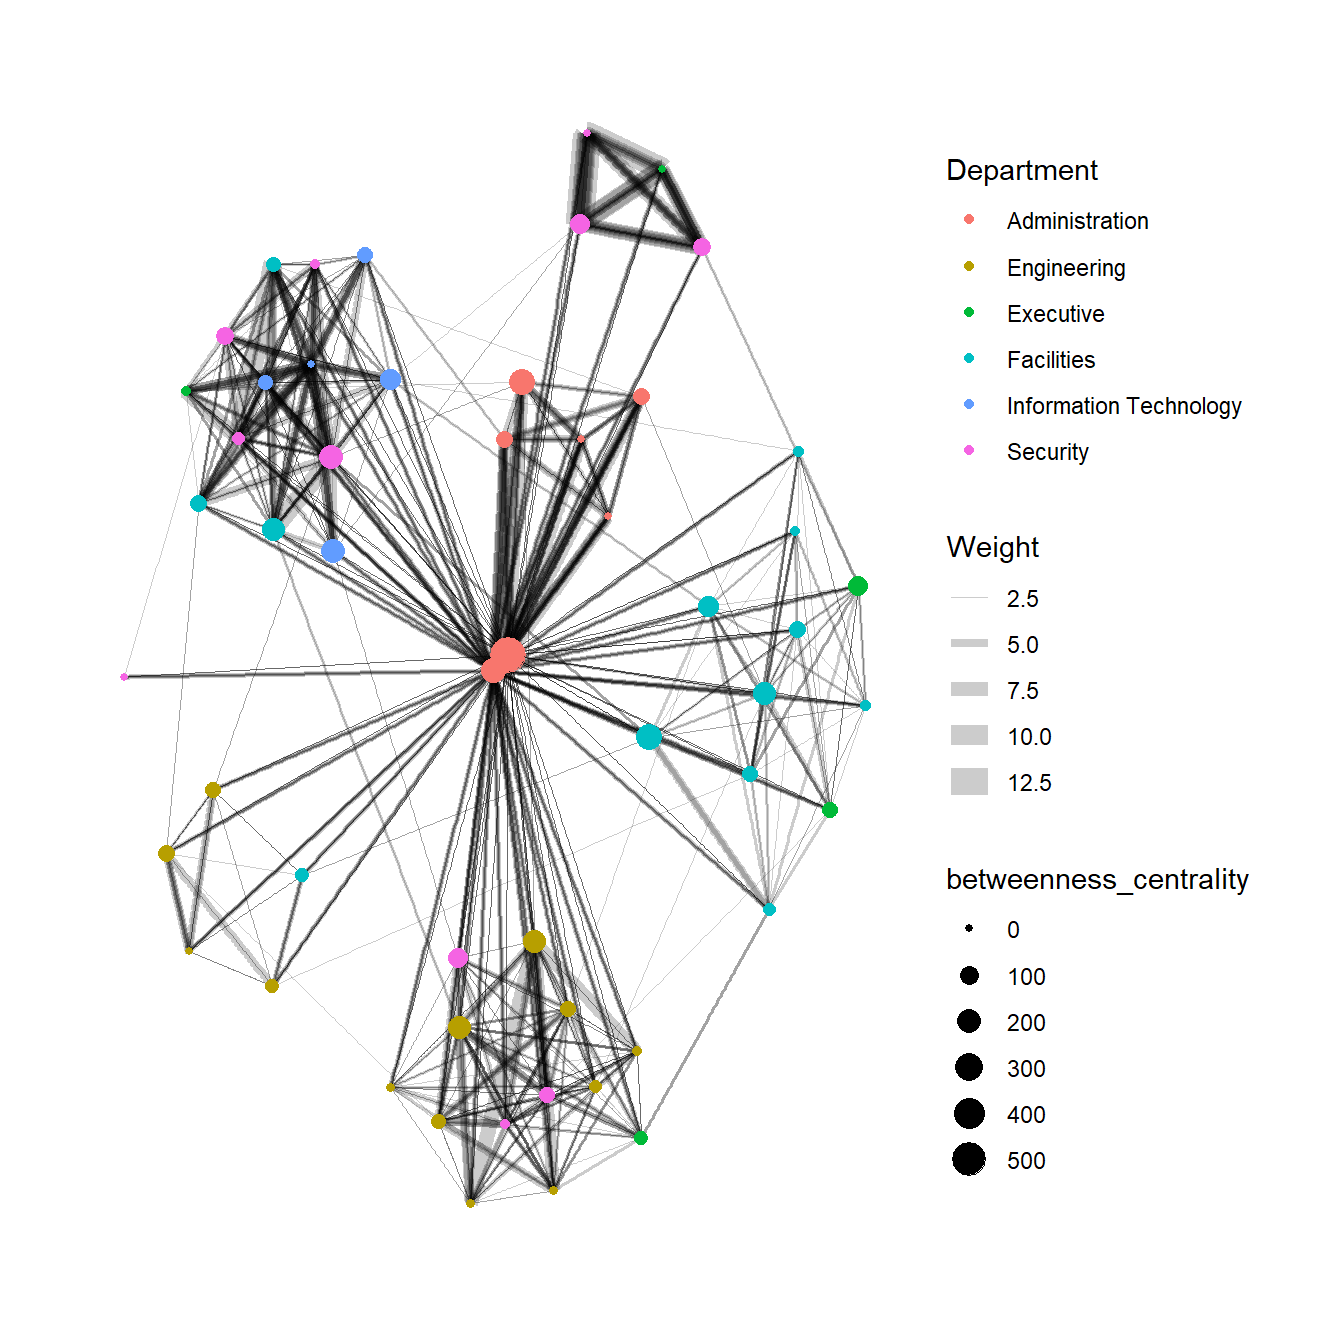 Department
Administration
Engineering
Executive
Facilities
Information Technology
Security
Weight
2.5
5.0
7.5
10.0
12.5
betweenness_centrality
0
100
200
300
400
500